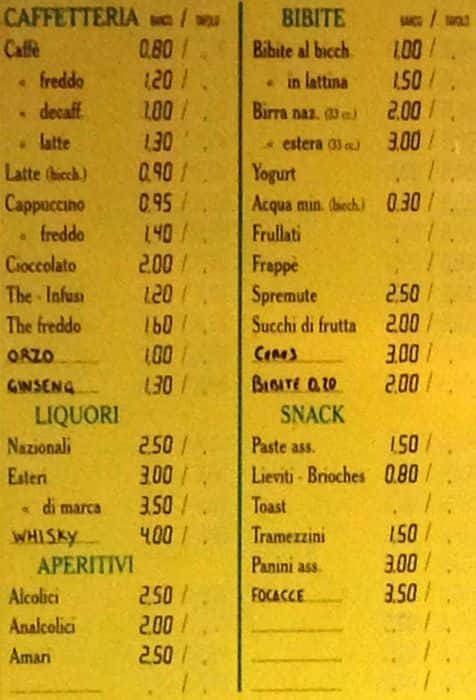 CAFFETTERIA BANCO / TAVOLO
Caffè 0.80 /
" freddo 1.20 /
" decaff. 1.00 /
" latte 1.30 /
Latte (bicch.) 0.90 /
Cappuccino 0.95 /
" freddo 1.40 /
Cioccolato 2.00 /
The - Infusi 1.20 /
The freddo 1.60 /
ORZO 1.00 /
GINSENG 1.30 /
LIQUORI
Nazionali 2.50 /
Esteri 3.00 /
" di marca 3.50 /
WHISKY 4.00 /
APERITIVI
Alcolici 2.50 /
Analcolici 2.00 /
Amari 2.50 /
BIBITE BANCO / TAVOLO
Bibite al bicch. 1.00 /
" in lattina 1.50 /
Birra naz. (33 cc.) 2.00 /
" estera (33 cc.) 3.00 /
Yogurt . /
Acqua min. (bicch.) 0.30 /
Frullati . /
Frappè . /
Spremute 2.50 /
Succhi di frutta 2.00 /
CERES 3.00 /
BIBITE 0,20 2.00 /
SNACK
Paste ass. 1.50 /
Lieviti - Brioches 0.80 /
Toast . /
Tramezzini 1.50 /
Panini ass. 3.00 /
FOCACCE 3.50 /